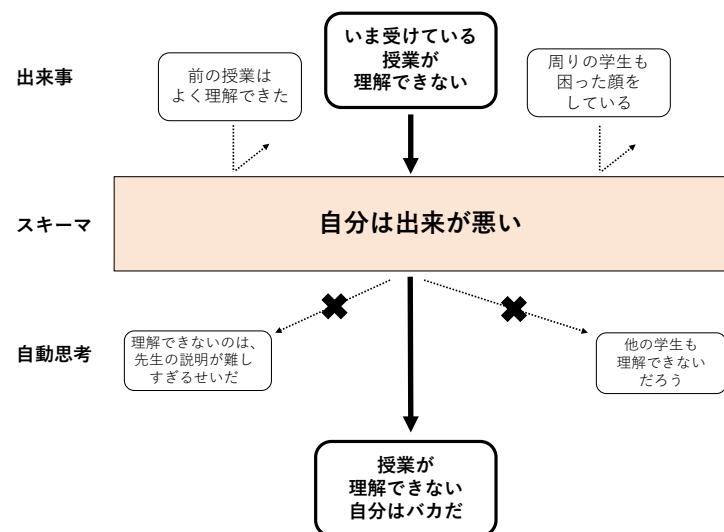 出来事
前の授業は
よく理解できた
いま受けている
授業が
理解できない
周りの学生も
困った顔を
している
スキーマ
自分は出来が悪い
自動思考
理解できないのは、
先生の説明が難し
すぎるせいだ
他の学生も
理解できない
だろう
授業が
理解できない
自分はバカだ